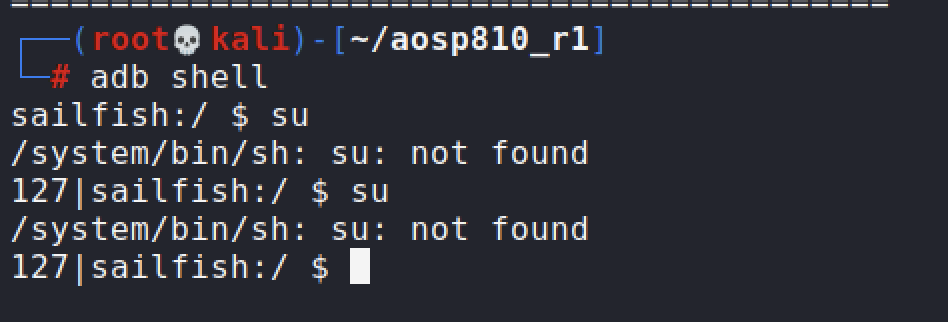 ==============================================
┌──(root💀kali)-[~/aosp810_r1]
└─# adb shell
sailfish:/ $ su
/system/bin/sh: su: not found
127|sailfish:/ $ su
/system/bin/sh: su: not found
127|sailfish:/ $